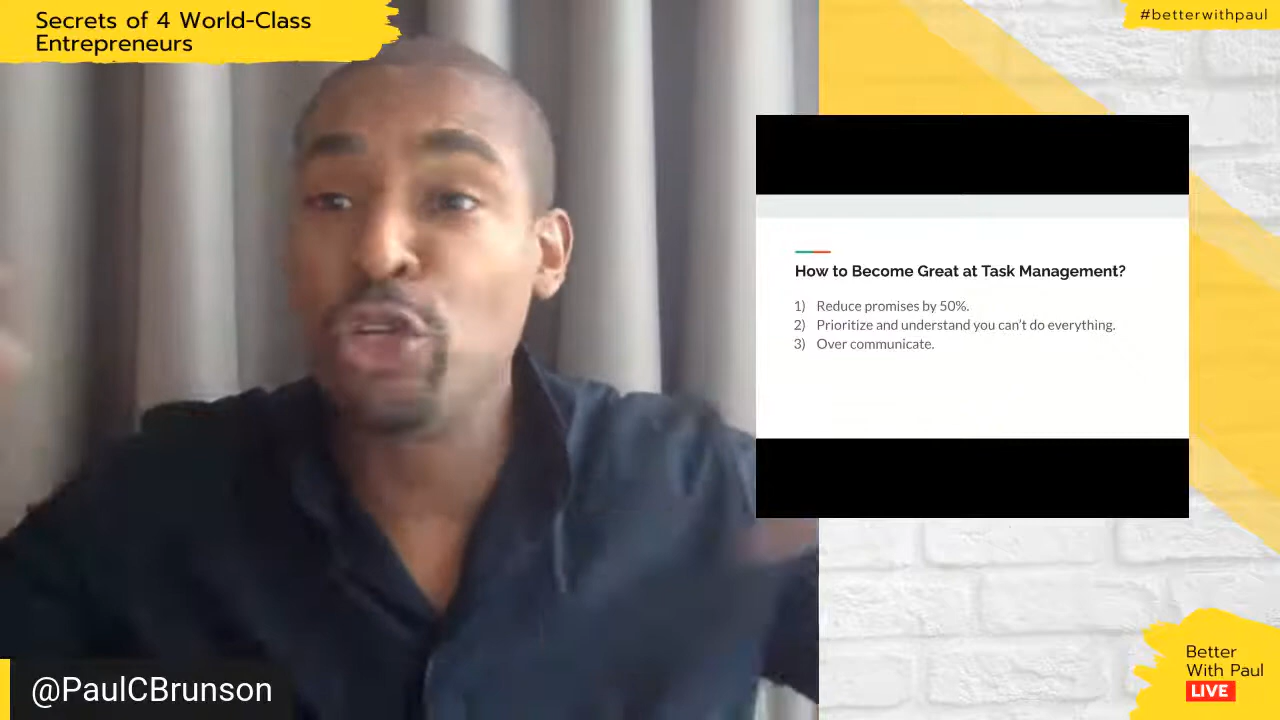 Secrets of 4 World-Class
Entrepreneurs
#betterwithpaul
How to Become Great at Task Management?
1) Reduce promises by 50%.
2) Prioritize and understand you can't do everything.
3) Over communicate.
@PaulCBrunson
Better
With Paul
LIVE